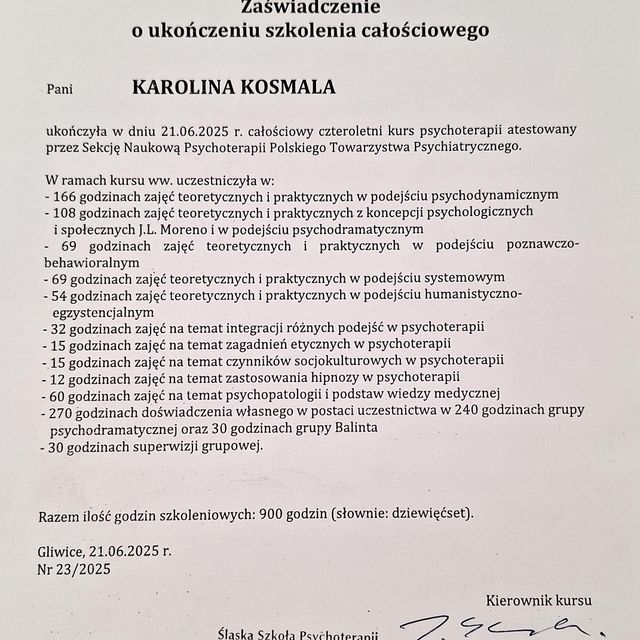 Zaświadczenie
o ukończeniu szkolenia całościowego
Pani KAROLINA KOSMALA
ukończyła w dniu 21.06.2025 r. całościowy czteroletni kurs psychoterapii atestowany
przez Sekcję Naukową Psychoterapii Polskiego Towarzystwa Psychiatrycznego.
W ramach kursu ww. uczestniczyła w:
- 166 godzinach zajęć teoretycznych i praktycznych w podejściu psychodynamicznym
- 108 godzinach zajęć teoretycznych i praktycznych z koncepcji psychologicznych
i społecznych J.L. Moreno i w podejściu psychodramatycznym
- 69 godzinach zajęć teoretycznych i praktycznych w podejściu poznawczo-
behawioralnym
- 69 godzinach zajęć teoretycznych i praktycznych w podejściu systemowym
- 54 godzinach zajęć teoretycznych i praktycznych w podejściu humanistyczno-
egzystencjalnym
- 32 godzinach zajęć na temat integracji różnych podejść w psychoterapii
- 15 godzinach zajęć na temat zagadnień etycznych w psychoterapii
- 15 godzinach zajęć na temat czynników socjokulturowych w psychoterapii
- 12 godzinach zajęć na temat zastosowania hipnozy w psychoterapii
- 60 godzinach zajęć na temat psychopatologii i podstaw wiedzy medycznej
- 270 godzinach doświadczenia własnego w postaci uczestnictwa w 240 godzinach grupy
psychodramatycznej oraz 30 godzinach grupy Balinta
- 30 godzinach superwizji grupowej.
Razem ilość godzin szkoleniowych: 900 godzin (słownie: dziewięćset).
Gliwice, 21.06.2025 r.
Nr 23/2025
Kierownik kursu
Śląska Szkoła Psychoterapii